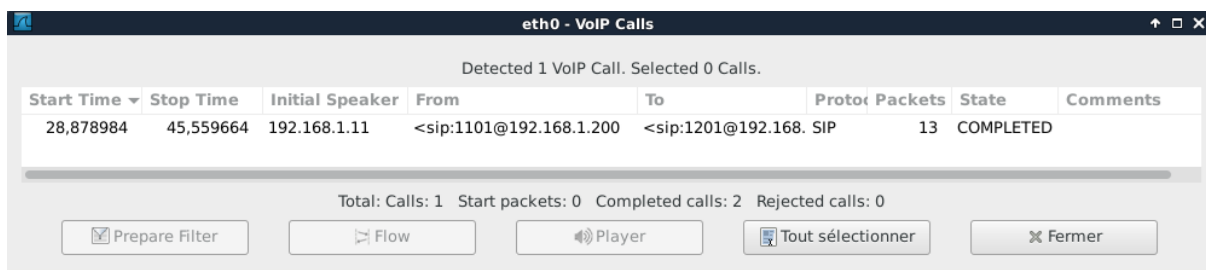 eth0 - VoIP Calls
Detected 1 VoIP Call. Selected 0 Calls.
Start Time Stop Time Initial Speaker From To Protoc Packets State Comments
28,878984 45,559664 192.168.1.11 <sip:1101@192.168.1.200 <sip:1201@192.168. SIP 13 COMPLETED
Total: Calls: 1 Start packets: 0 Completed calls: 2 Rejected calls: 0
Prepare Filter Flow Player Tout sélectionner Fermer